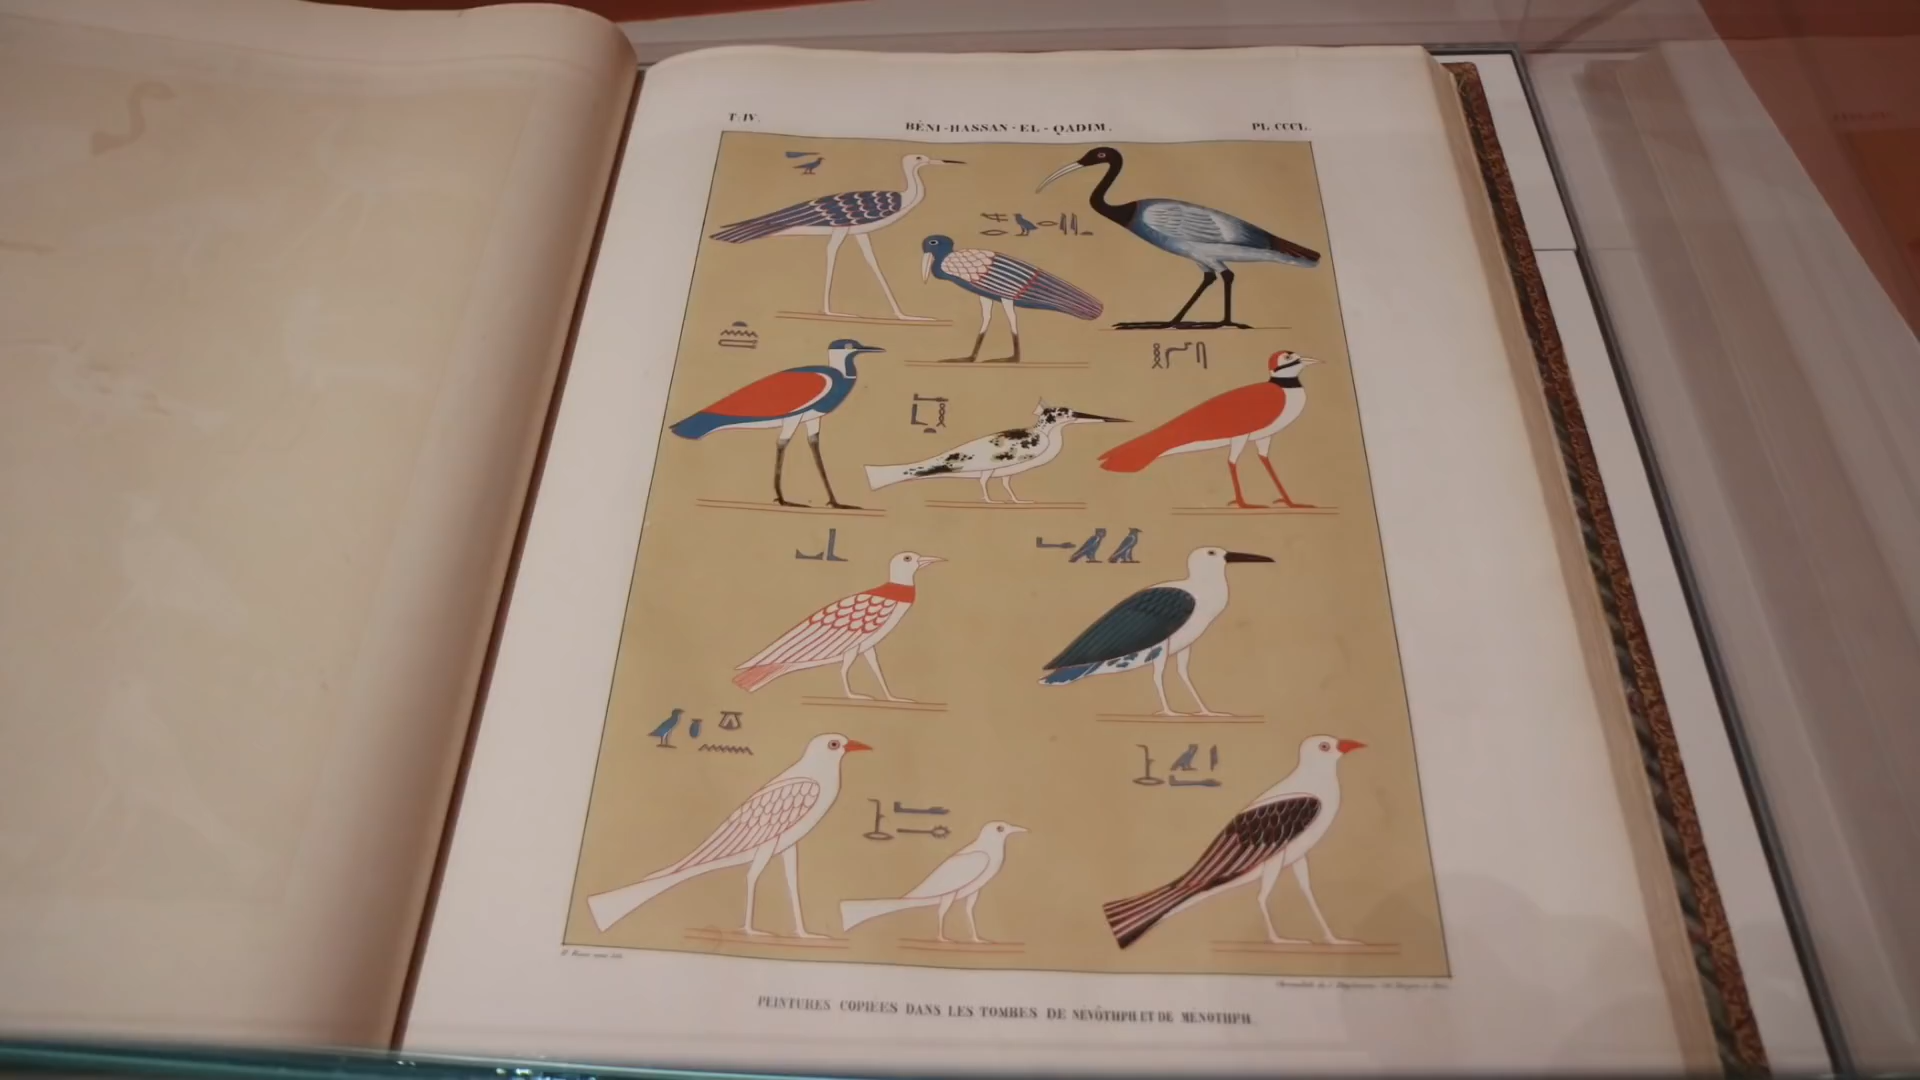 T. IV.
BÉNI-HASSAN-EL-QADIM.
PL. CCCL.
PEINTURES COPIÉES DANS LES TOMBES DE NÉVÔTHPH ET DE MÉNOTHPH